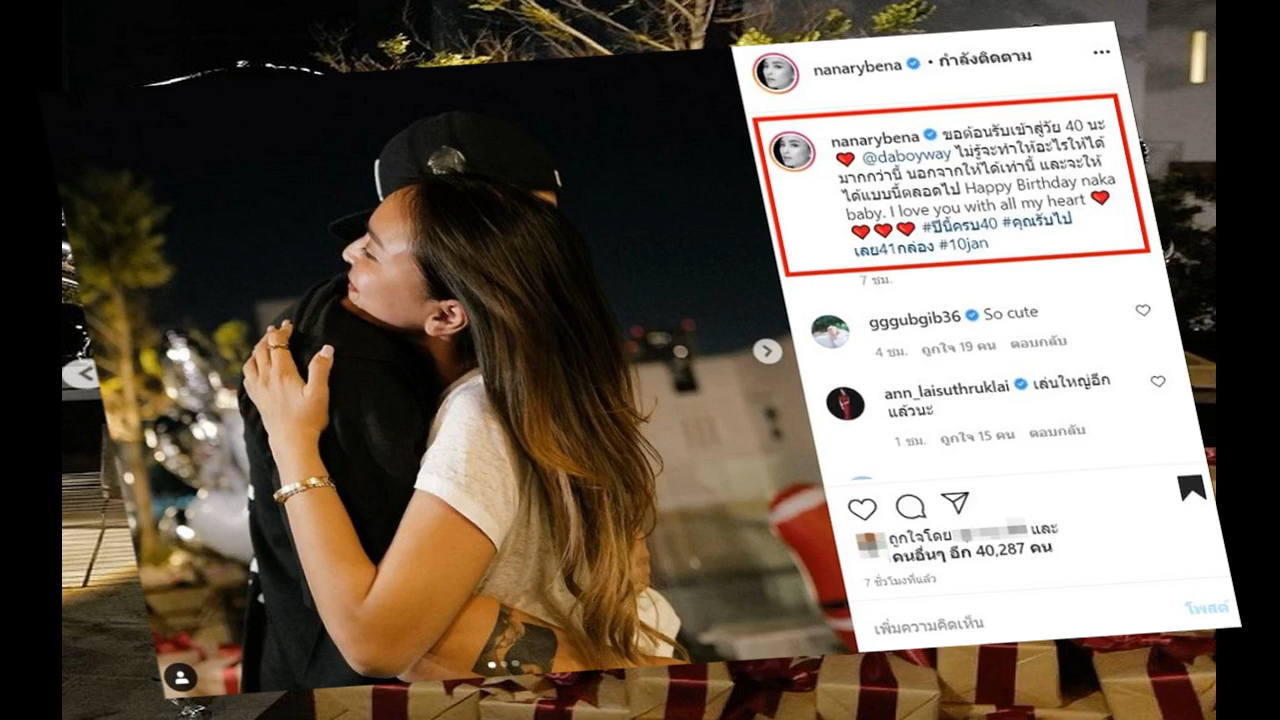 nanarybena • กำลังติดตาม
nanarybena ขอต้อนรับเข้าสู่วัย 40 นะ
@daboyway ไม่รู้จะทำให้อะไรให้ได้
มากกว่านี้ นอกจากให้ได้เท่านี้ และจะให้
ได้แบบนี้ตลอดไป Happy Birthday naka
baby. I love you with all my heart
#ปีนี้ครบ40 #คุณรับไป
เลย41กล่อง #10jan
7 ชม.
gggubgib36 So cute
4 ชม. ถูกใจ 19 คน ตอบกลับ
ann_laisuthruklai เล่นใหญ่อีก
แล้วนะ
1 ชม. ถูกใจ 15 คน ตอบกลับ
ถูกใจโดย และ
คนอื่นๆ อีก 40,287 คน
7 ชั่วโมงที่แล้ว
เพิ่มความคิดเห็น
โพสต์